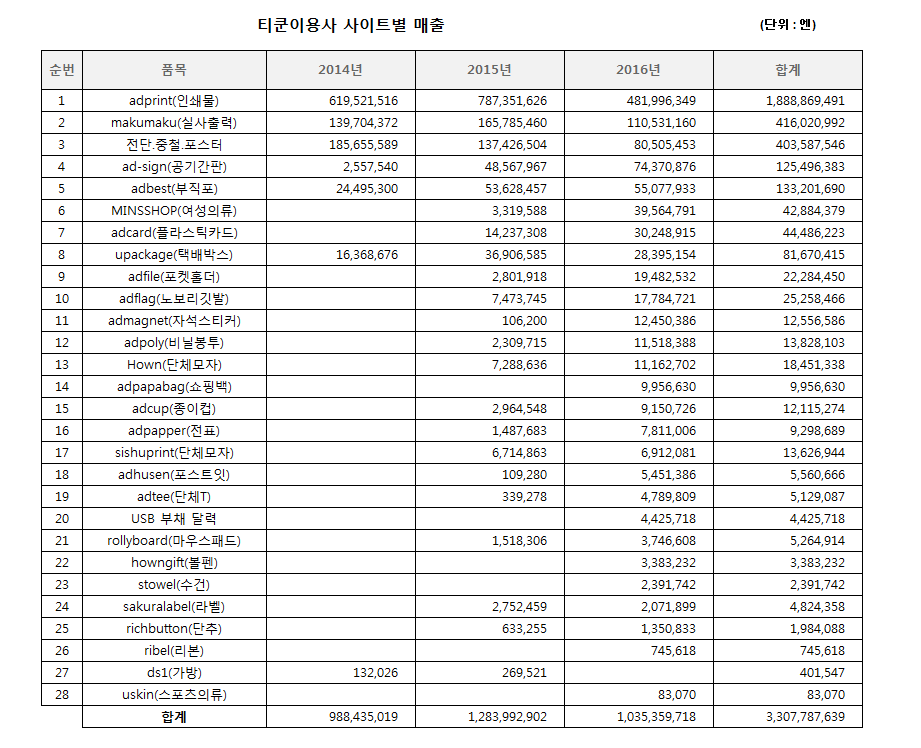 티쿤이용사 사이트별 매출 (단위 : 엔)
순번 품목 2014년 2015년 2016년 합계
1 adprint(인쇄물) 619,521,516 787,351,626 481,996,349 1,888,869,491
2 makumaku(실사출력) 139,704,372 165,785,460 110,531,160 416,020,992
3 전단.중철.포스터 185,655,589 137,426,504 80,505,453 403,587,546
4 ad-sign(공기간판) 2,557,540 48,567,967 74,370,876 125,496,383
5 adbest(부직포) 24,495,300 53,628,457 55,077,933 133,201,690
6 MINSSHOP(여성의류) 3,319,588 39,564,791 42,884,379
7 adcard(플라스틱카드) 14,237,308 30,248,915 44,486,223
8 upackage(택배박스) 16,368,676 36,906,585 28,395,154 81,670,415
9 adfile(포켓홀더) 2,801,918 19,482,532 22,284,450
10 adflag(노보리깃발) 7,473,745 17,784,721 25,258,466
11 admagnet(자석스티커) 106,200 12,450,386 12,556,586
12 adpoly(비닐봉투) 2,309,715 11,518,388 13,828,103
13 Hown(단체모자) 7,288,636 11,162,702 18,451,338
14 adpapabag(쇼핑백) 9,956,630 9,956,630
15 adcup(종이컵) 2,964,548 9,150,726 12,115,274
16 adpapper(전표) 1,487,683 7,811,006 9,298,689
17 sishuprint(단체모자) 6,714,863 6,912,081 13,626,944
18 adhusen(포스트잇) 109,280 5,451,386 5,560,666
19 adtee(단체T) 339,278 4,789,809 5,129,087
20 USB 부채 달력 4,425,718 4,425,718
21 rollyboard(마우스패드) 1,518,306 3,746,608 5,264,914
22 howngift(볼펜) 3,383,232 3,383,232
23 stowel(수건) 2,391,742 2,391,742
24 sakuralabel(라벨) 2,752,459 2,071,899 4,824,358
25 richbutton(단추) 633,255 1,350,833 1,984,088
26 ribel(리본) 745,618 745,618
27 ds1(가방) 132,026 269,521 401,547
28 uskin(스포츠의류) 83,070 83,070
합계 988,435,019 1,283,992,902 1,035,359,718 3,307,787,639